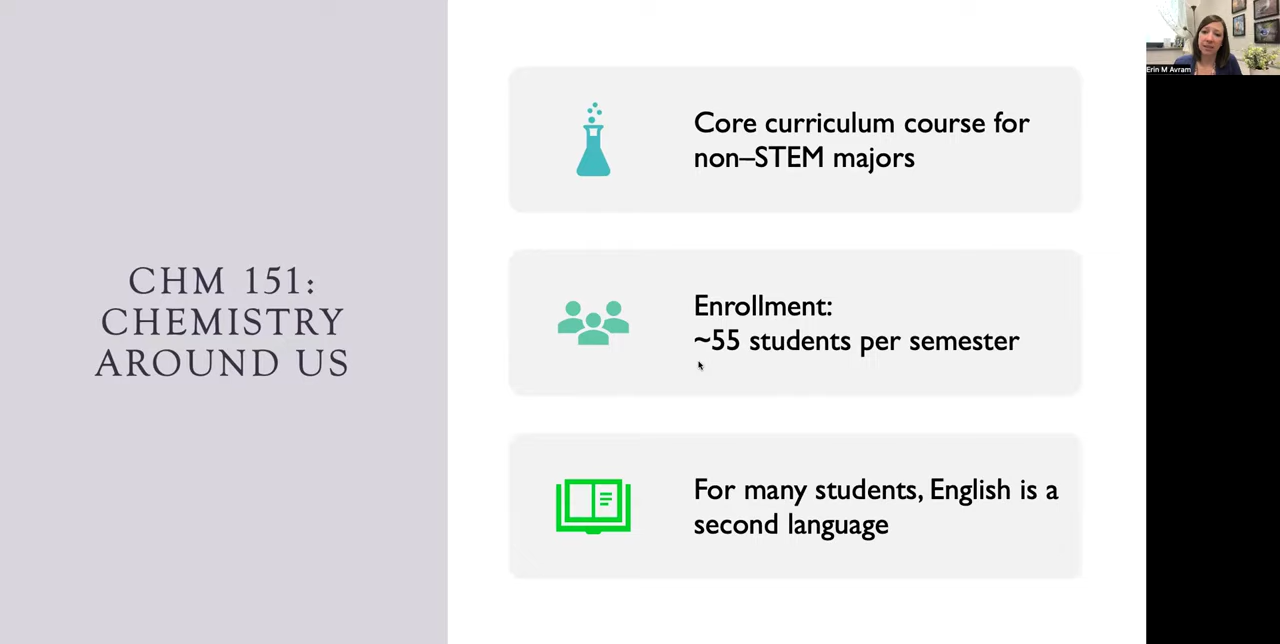 CHM 151:
CHEMISTRY
AROUND US
Core curriculum course for
non–STEM majors
Enrollment:
~55 students per semester
For many students, English is a
second language
Erin M Avram